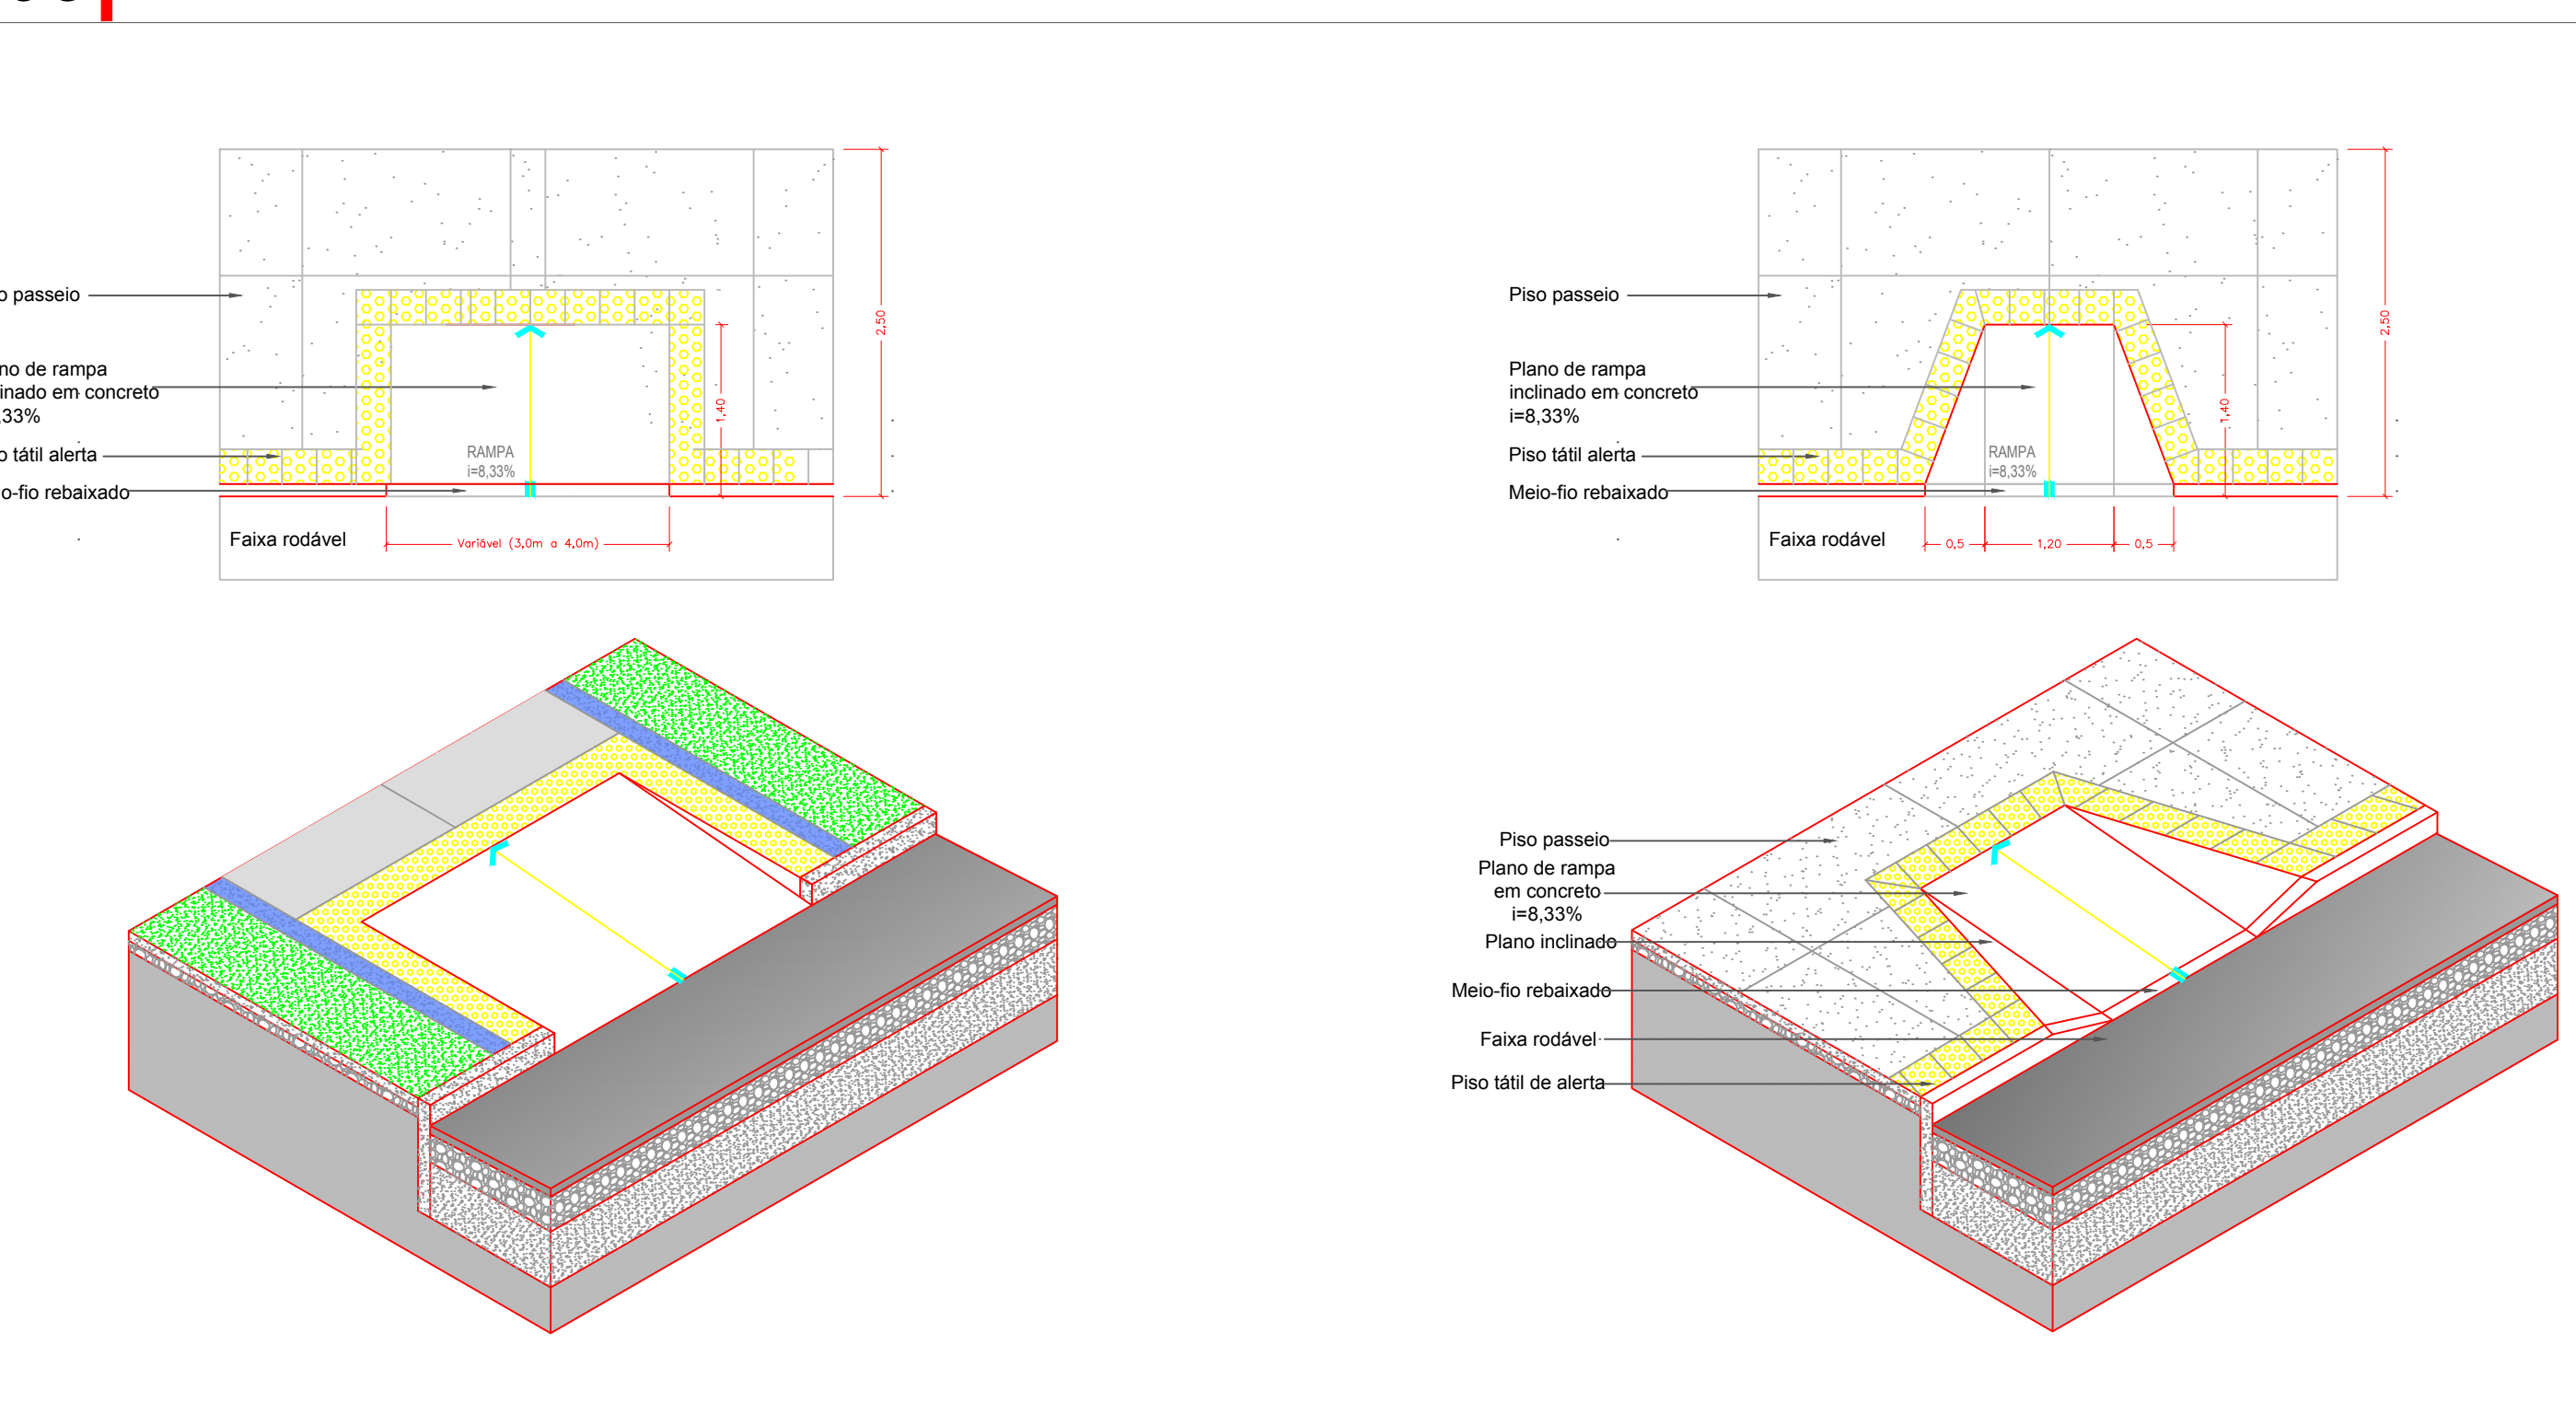 o passeio
no de rampa
inado em concreto
,33%
o tátil alerta
o-fio rebaixado
RAMPA
i=8,33%
Faixa rodável
Variável (3,0m a 4,0m)
1,40
2,50
Piso passeio
Plano de rampa
inclinado em concreto
i=8,33%
Piso tátil alerta
Meio-fio rebaixado
RAMPA
i=8,33%
Faixa rodável
0,5
1,20
0,5
1,40
2,50
Piso passeio
Plano de rampa
em concreto
i=8,33%
Plano inclinado
Meio-fio rebaixado
Faixa rodável
Piso tátil de alerta